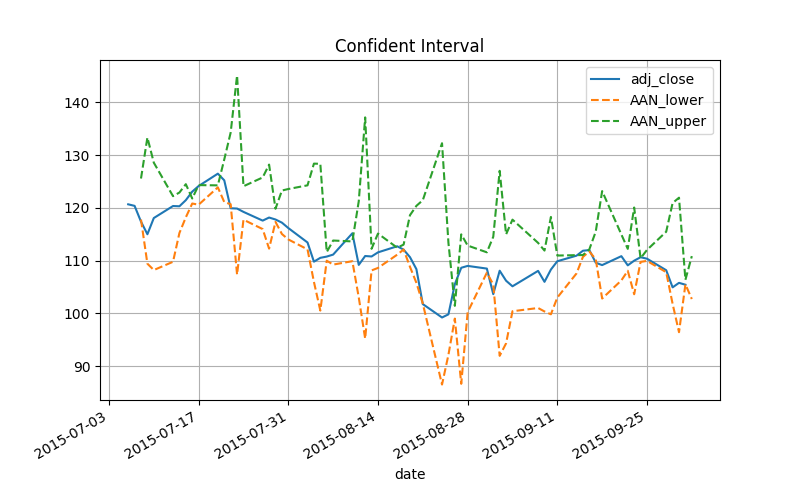 Confident Interval
adj_close
AAN_lower
AAN_upper
140
130
120
110
100
90
2015-07-03
2015-07-17
2015-07-31
2015-08-14
2015-08-28
2015-09-11
2015-09-25
date